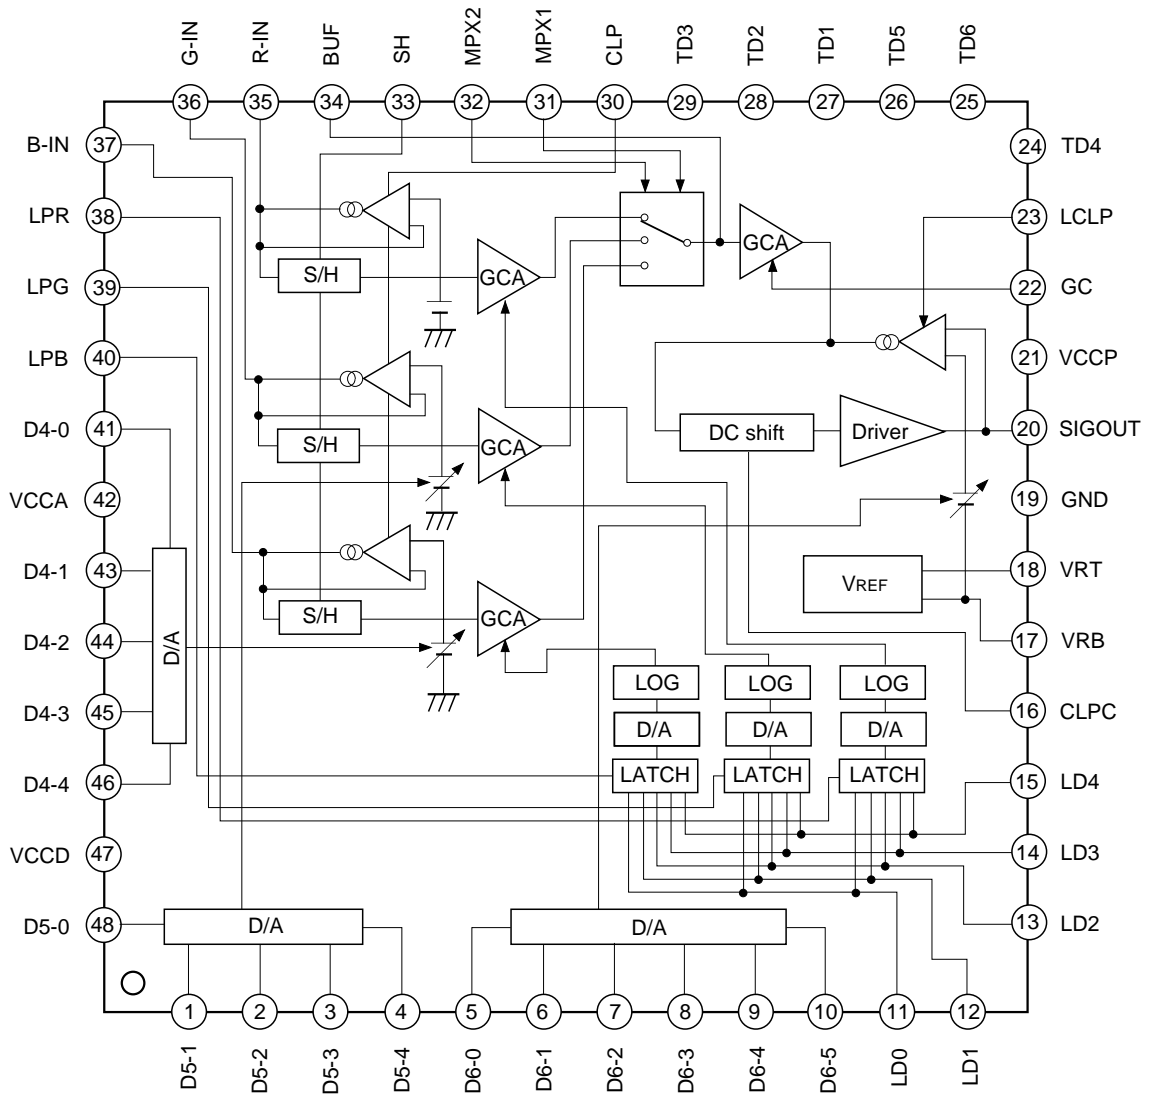 G-IN
R-IN
BUF
SH
MPX2
MPX1
CLP
TD3
TD2
TD1
TD5
TD6
36
35
34
33
32
31
30
29
28
27
26
25
B-IN
37
24
TD4
LPR
38
23
LCLP
GCA
S/H
GCA
LPG
39
22
GC
LPB
40
21
VCCP
D4-0
41
S/H
GCA
DC shift
Driver
20
SIGOUT
VCCA
42
19
GND
D4-1
43
VREF
18
VRT
S/H
GCA
D4-2
44
D/A
17
VRB
LOG
LOG
LOG
D4-3
45
16
CLPC
D/A
D/A
D/A
D4-4
46
LATCH
LATCH
LATCH
15
LD4
VCCD
47
14
LD3
D5-0
48
D/A
D/A
13
LD2
1
2
3
4
5
6
7
8
9
10
11
12
D5-1
D5-2
D5-3
D5-4
D6-0
D6-1
D6-2
D6-3
D6-4
D6-5
LD0
LD1